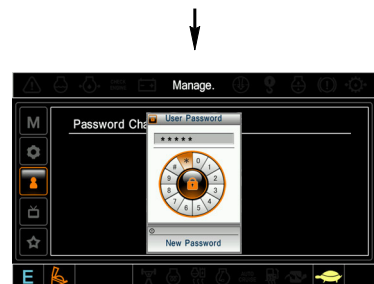 Manage.
M
Password Cha
User Password
*****
* 0 1 2 3 4 5 6 7 8 9 #
New Password
E